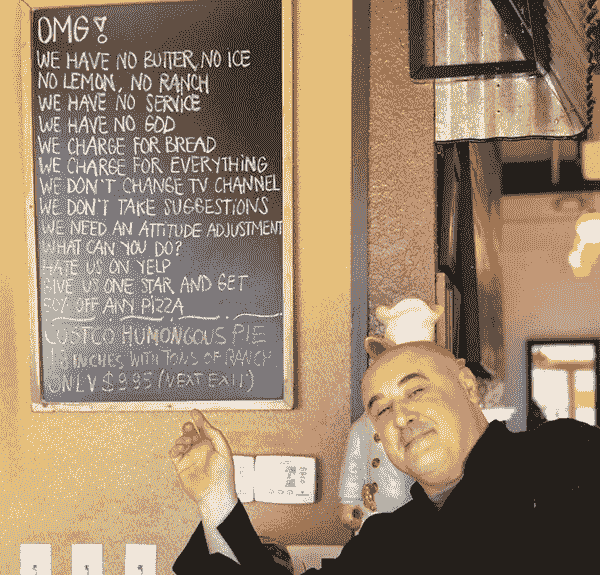 OMG!
WE HAVE NO BUTTER, NO ICE
NO LEMON, NO RANCH
WE HAVE NO SERVICE
WE HAVE NO GOD
WE CHARGE FOR BREAD
WE CHARGE FOR EVERYTHING
WE DON'T CHANGE TV CHANNEL
WE DON'T TAKE SUGGESTIONS
WE NEED AN ATTITUDE ADJUSTMENT
WHAT CAN YOU DO?
HATE US ON YELP
GIVE US ONE STAR AND GET
OFF ANY PIZZA
COSTCO HUMONGOUS PIE
18 INCHES WITH TONS OF RANCH
ONLY $9.95 (NEXT EXIT)